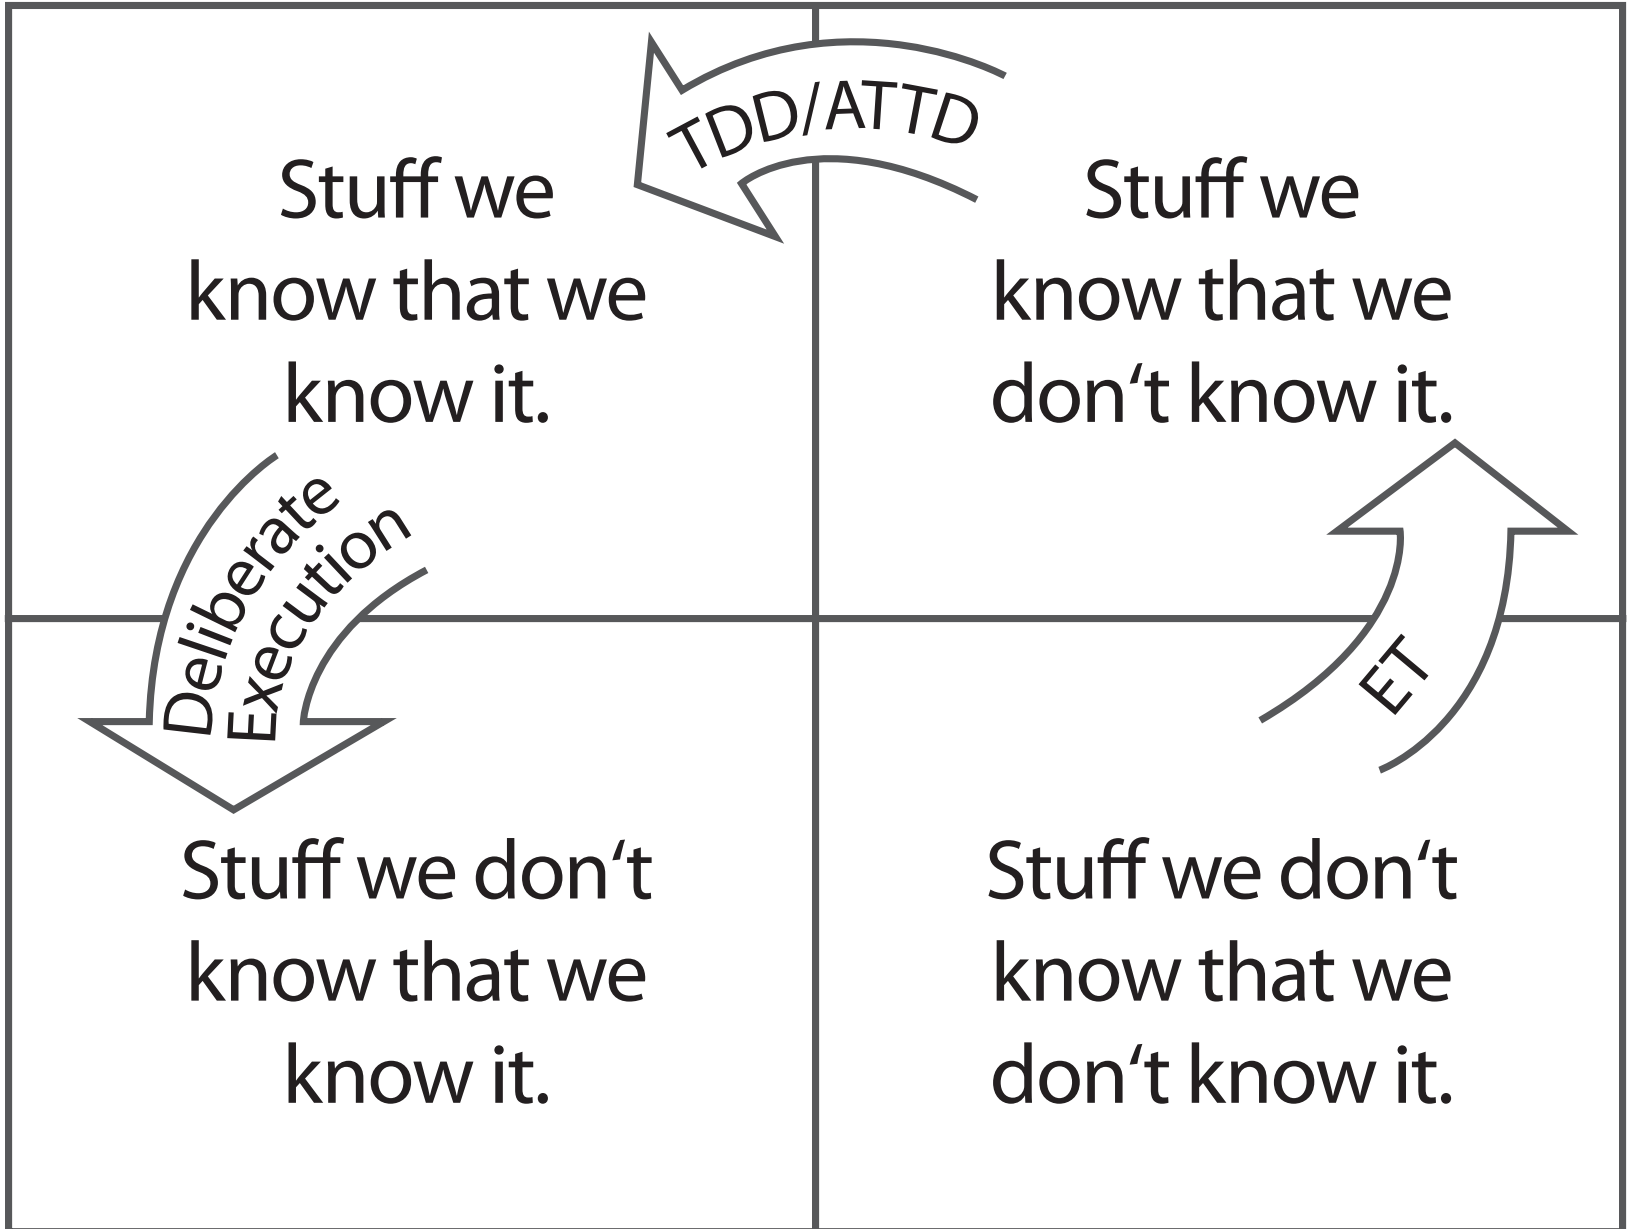 TDD/ATTD
Stuff we
know that we
know it.
Stuff we
know that we
don‘t know it.
Deliberate
Execution
ET
Stuff we don‘t
know that we
know it.
Stuff we don‘t
know that we
don‘t know it.